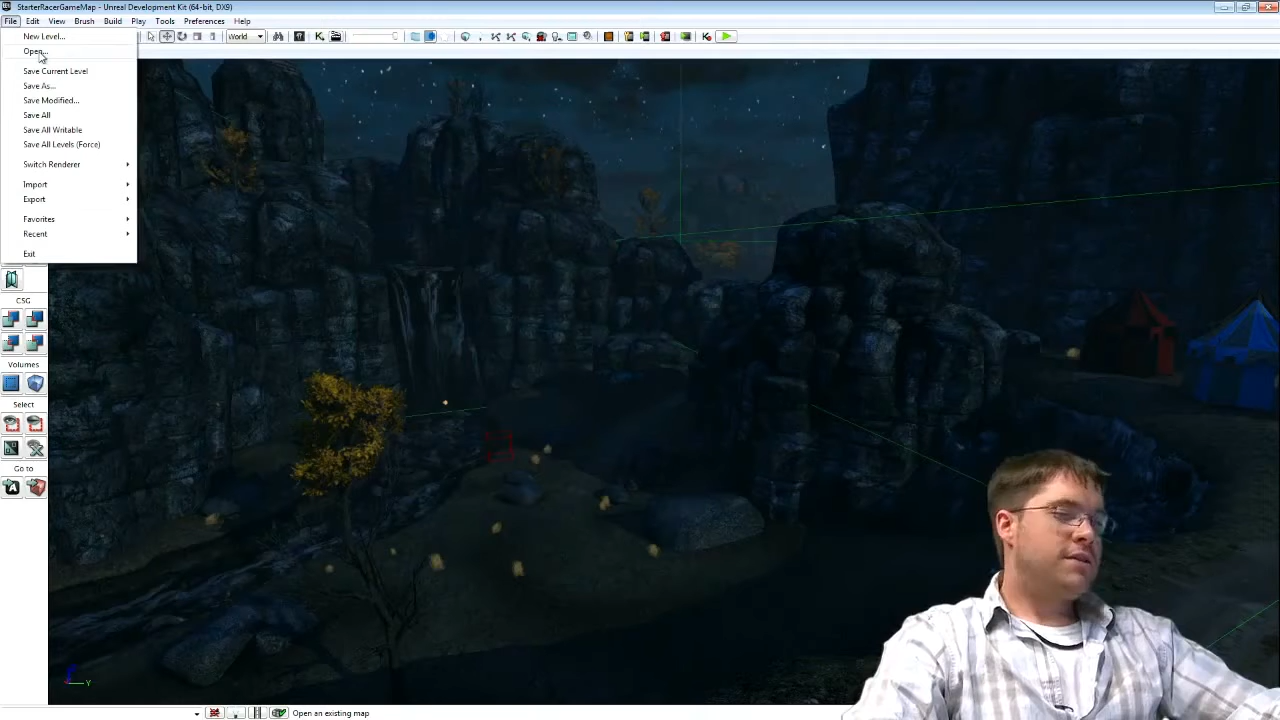 StarterRacerGameMap - Unreal Development Kit (64-bit, DX9)
File Edit View Brush Build Play Tools Preferences Help
World
New Level...
Open...
Save Current Level
Save As...
Save Modified...
Save All
Save All Writable
Save All Levels (Force)
Switch Renderer
Import
Export
Favorites
Recent
Exit
CSG
Volumes
Select
Go to
Y
Open an existing map